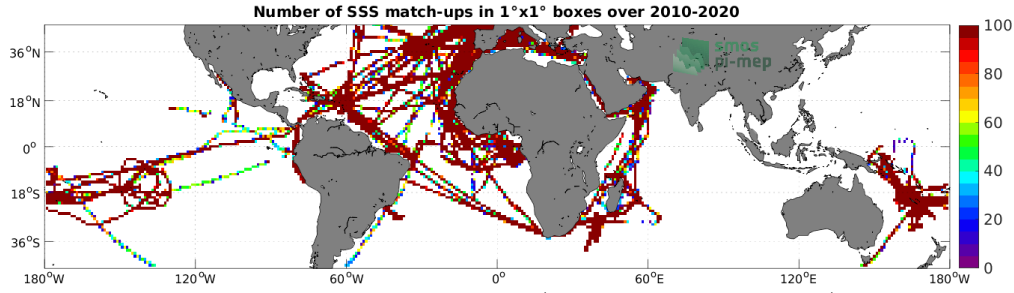 Number of SSS match-ups in 1°x1° boxes over 2010-2020
36°N
18°N
0°
18°S
36°S
180°W
120°W
60°W
0°
60°E
120°E
180°W
100
80
60
40
20
0
smos
pi-mep